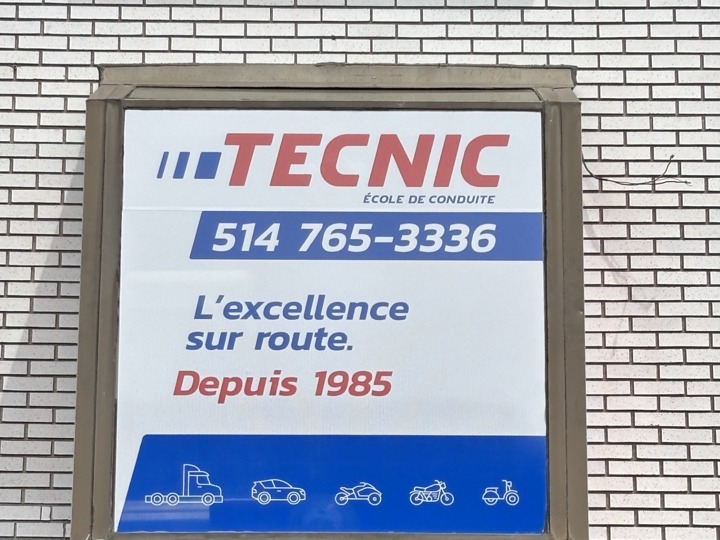 TECNIC
ÉCOLE DE CONDUITE
514 765-3336
L'excellence
sur route.
Depuis 1985